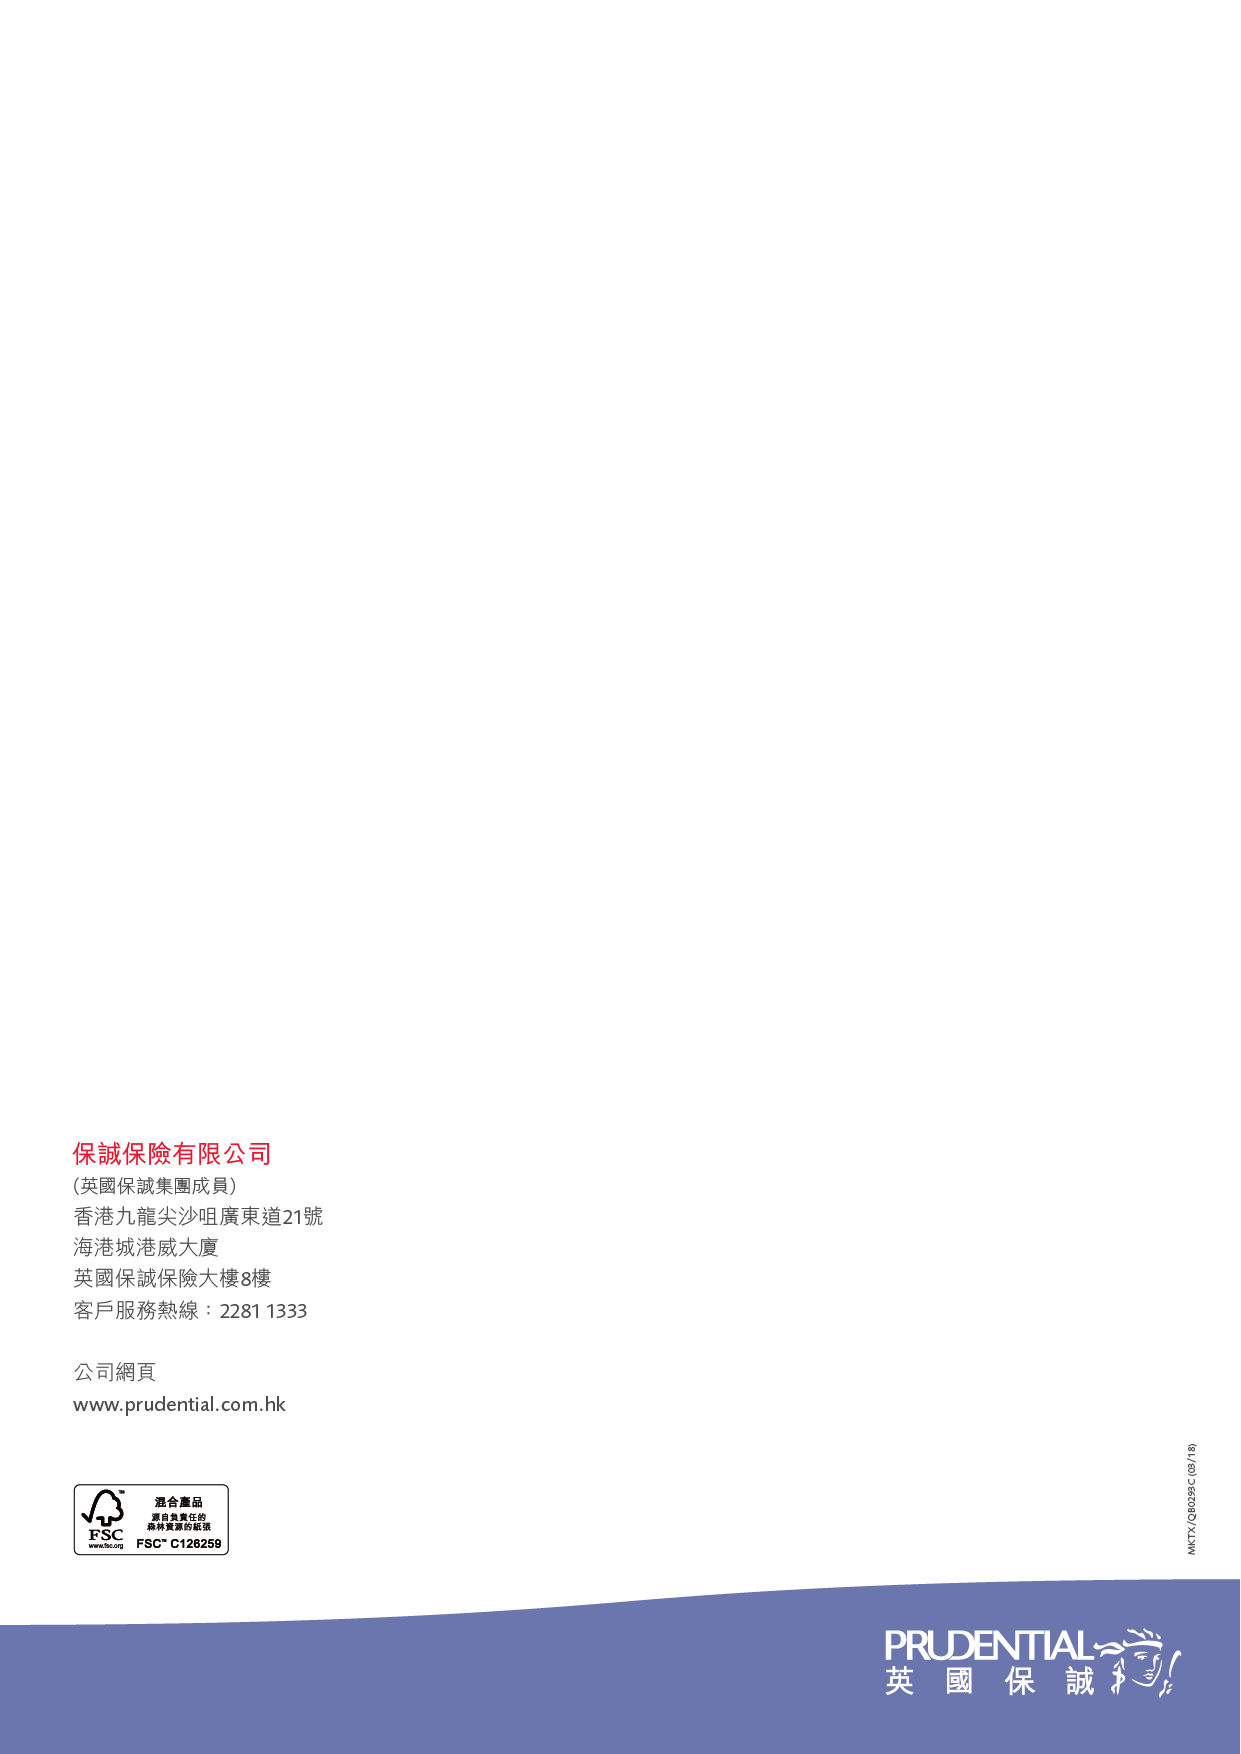 保誠保險有限公司
(英國保誠集團成員)
香港九龍尖沙咀廣東道21號
海港城港威大廈
英國保誠保險大樓8樓
客戶服務熱線：2281 1333
公司網頁
www.prudential.com.hk
MKTX/QB0293C (03/18)
FSC
www.fsc.org
混合產品
源自負責任的
森林資源的紙張
FSC™ C126259
PRUDENTIAL
英國保誠